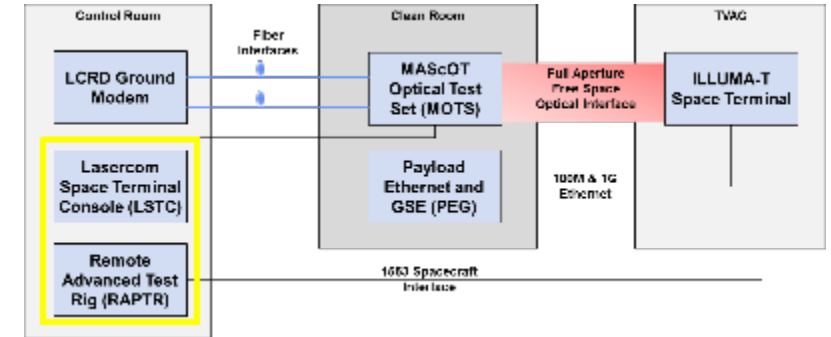 Control Room
Clean Room
TVAC
Fiber
Interfaces
LCRD Ground
Modem
MAScOT
Optical Test
Set (MOTS)
Full Aperture
Free Space
Optical Interface
ILLUMA-T
Space Terminal
Lasercom
Space Terminal
Console (LSTC)
Payload
Ethernet and
GSE (PEG)
100M & 1G
Ethernet
Remote
Advanced Test
Rig (RAPTR)
1553 Spacecraft
Interface